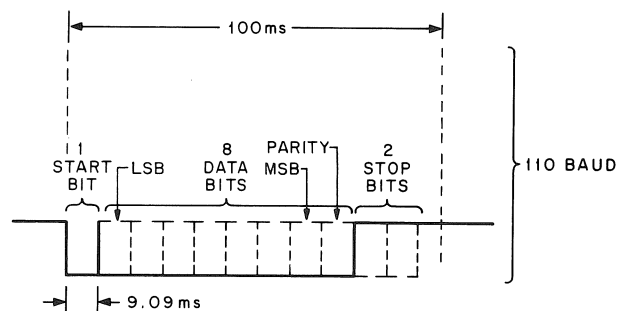 100ms
1
START
BIT
LSB
8
DATA
BITS
PARITY
MSB
2
STOP
BITS
110 BAUD
9.09ms